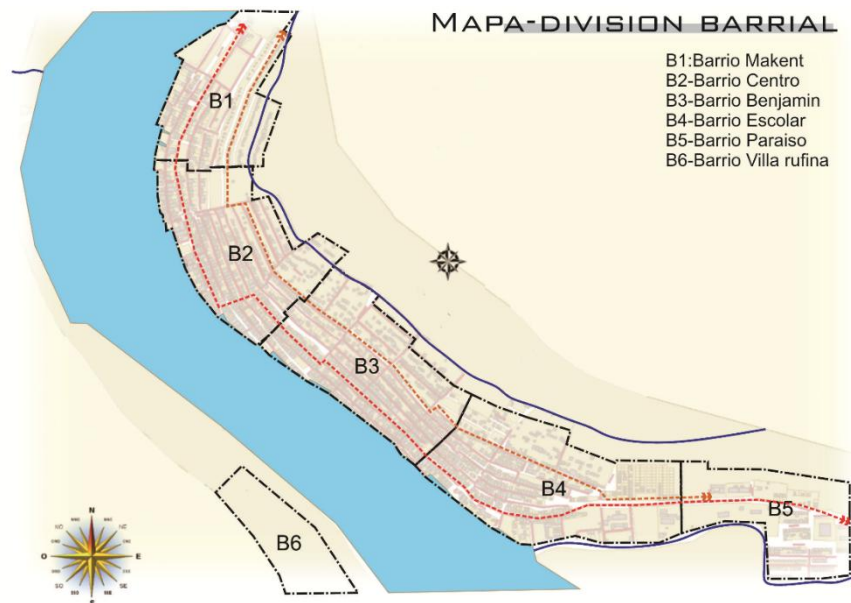 MAPA-DIVISION BARRIAL
B1:Barrio Makent
B2-Barrio Centro
B3-Barrio Benjamin
B4-Barrio Escolar
B5-Barrio Paraiso
B6-Barrio Villa rufina
B1
B2
B3
B4
B5
B6
N
O
E